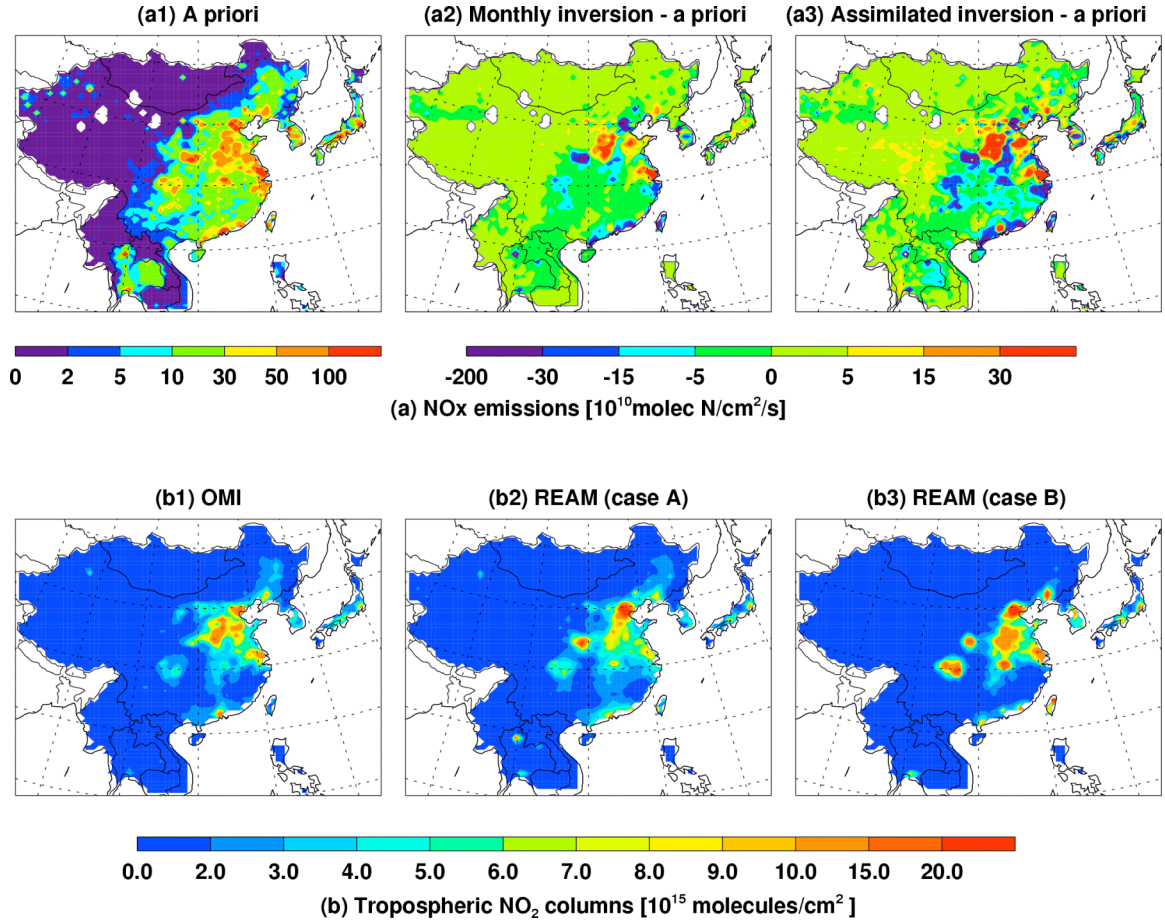 (a1) A priori
(a2) Monthly inversion - a priori
(a3) Assimilated inversion - a priori
0 2 5 10 30 50 100
-200 -30 -15 -5 0 5 15 30
(a) NOx emissions [10¹⁰molec N/cm²/s]
(b1) OMI
(b2) REAM (case A)
(b3) REAM (case B)
0.0 2.0 3.0 4.0 5.0 6.0 7.0 8.0 9.0 10.0 15.0 20.0
(b) Tropospheric NO₂ columns [10¹⁵ molecules/cm² ]